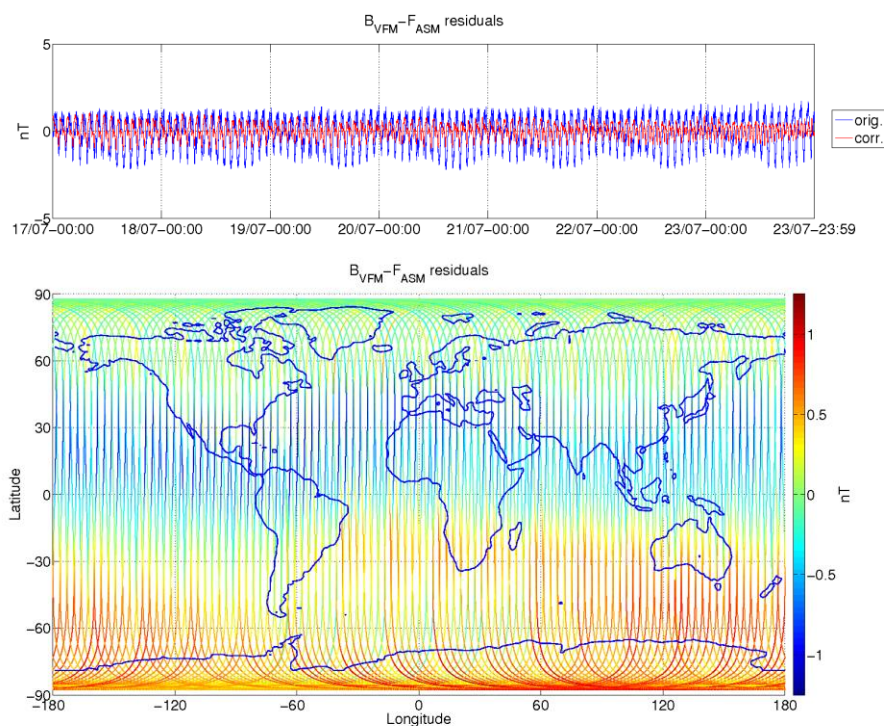 B_VFM−F_ASM residuals
5
0
−5
nT
17/07−00:00 18/07−00:00 19/07−00:00 20/07−00:00 21/07−00:00 22/07−00:00 23/07−00:00 23/07−23:59
orig.
corr.
B_VFM−F_ASM residuals
90
60
30
0
−30
−60
−90
Latitude
−180 −120 −60 0 60 120 180
Longitude
1
0.5
0
−0.5
−1
nT